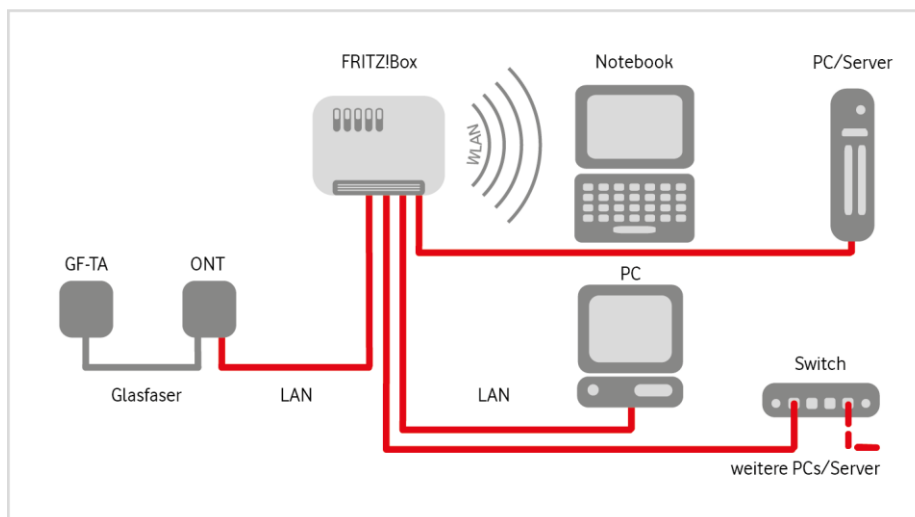 FRITZ!Box
Notebook
PC/Server
WLAN
GF-TA
ONT
PC
Glasfaser
LAN
LAN
Switch
weitere PCs/Server